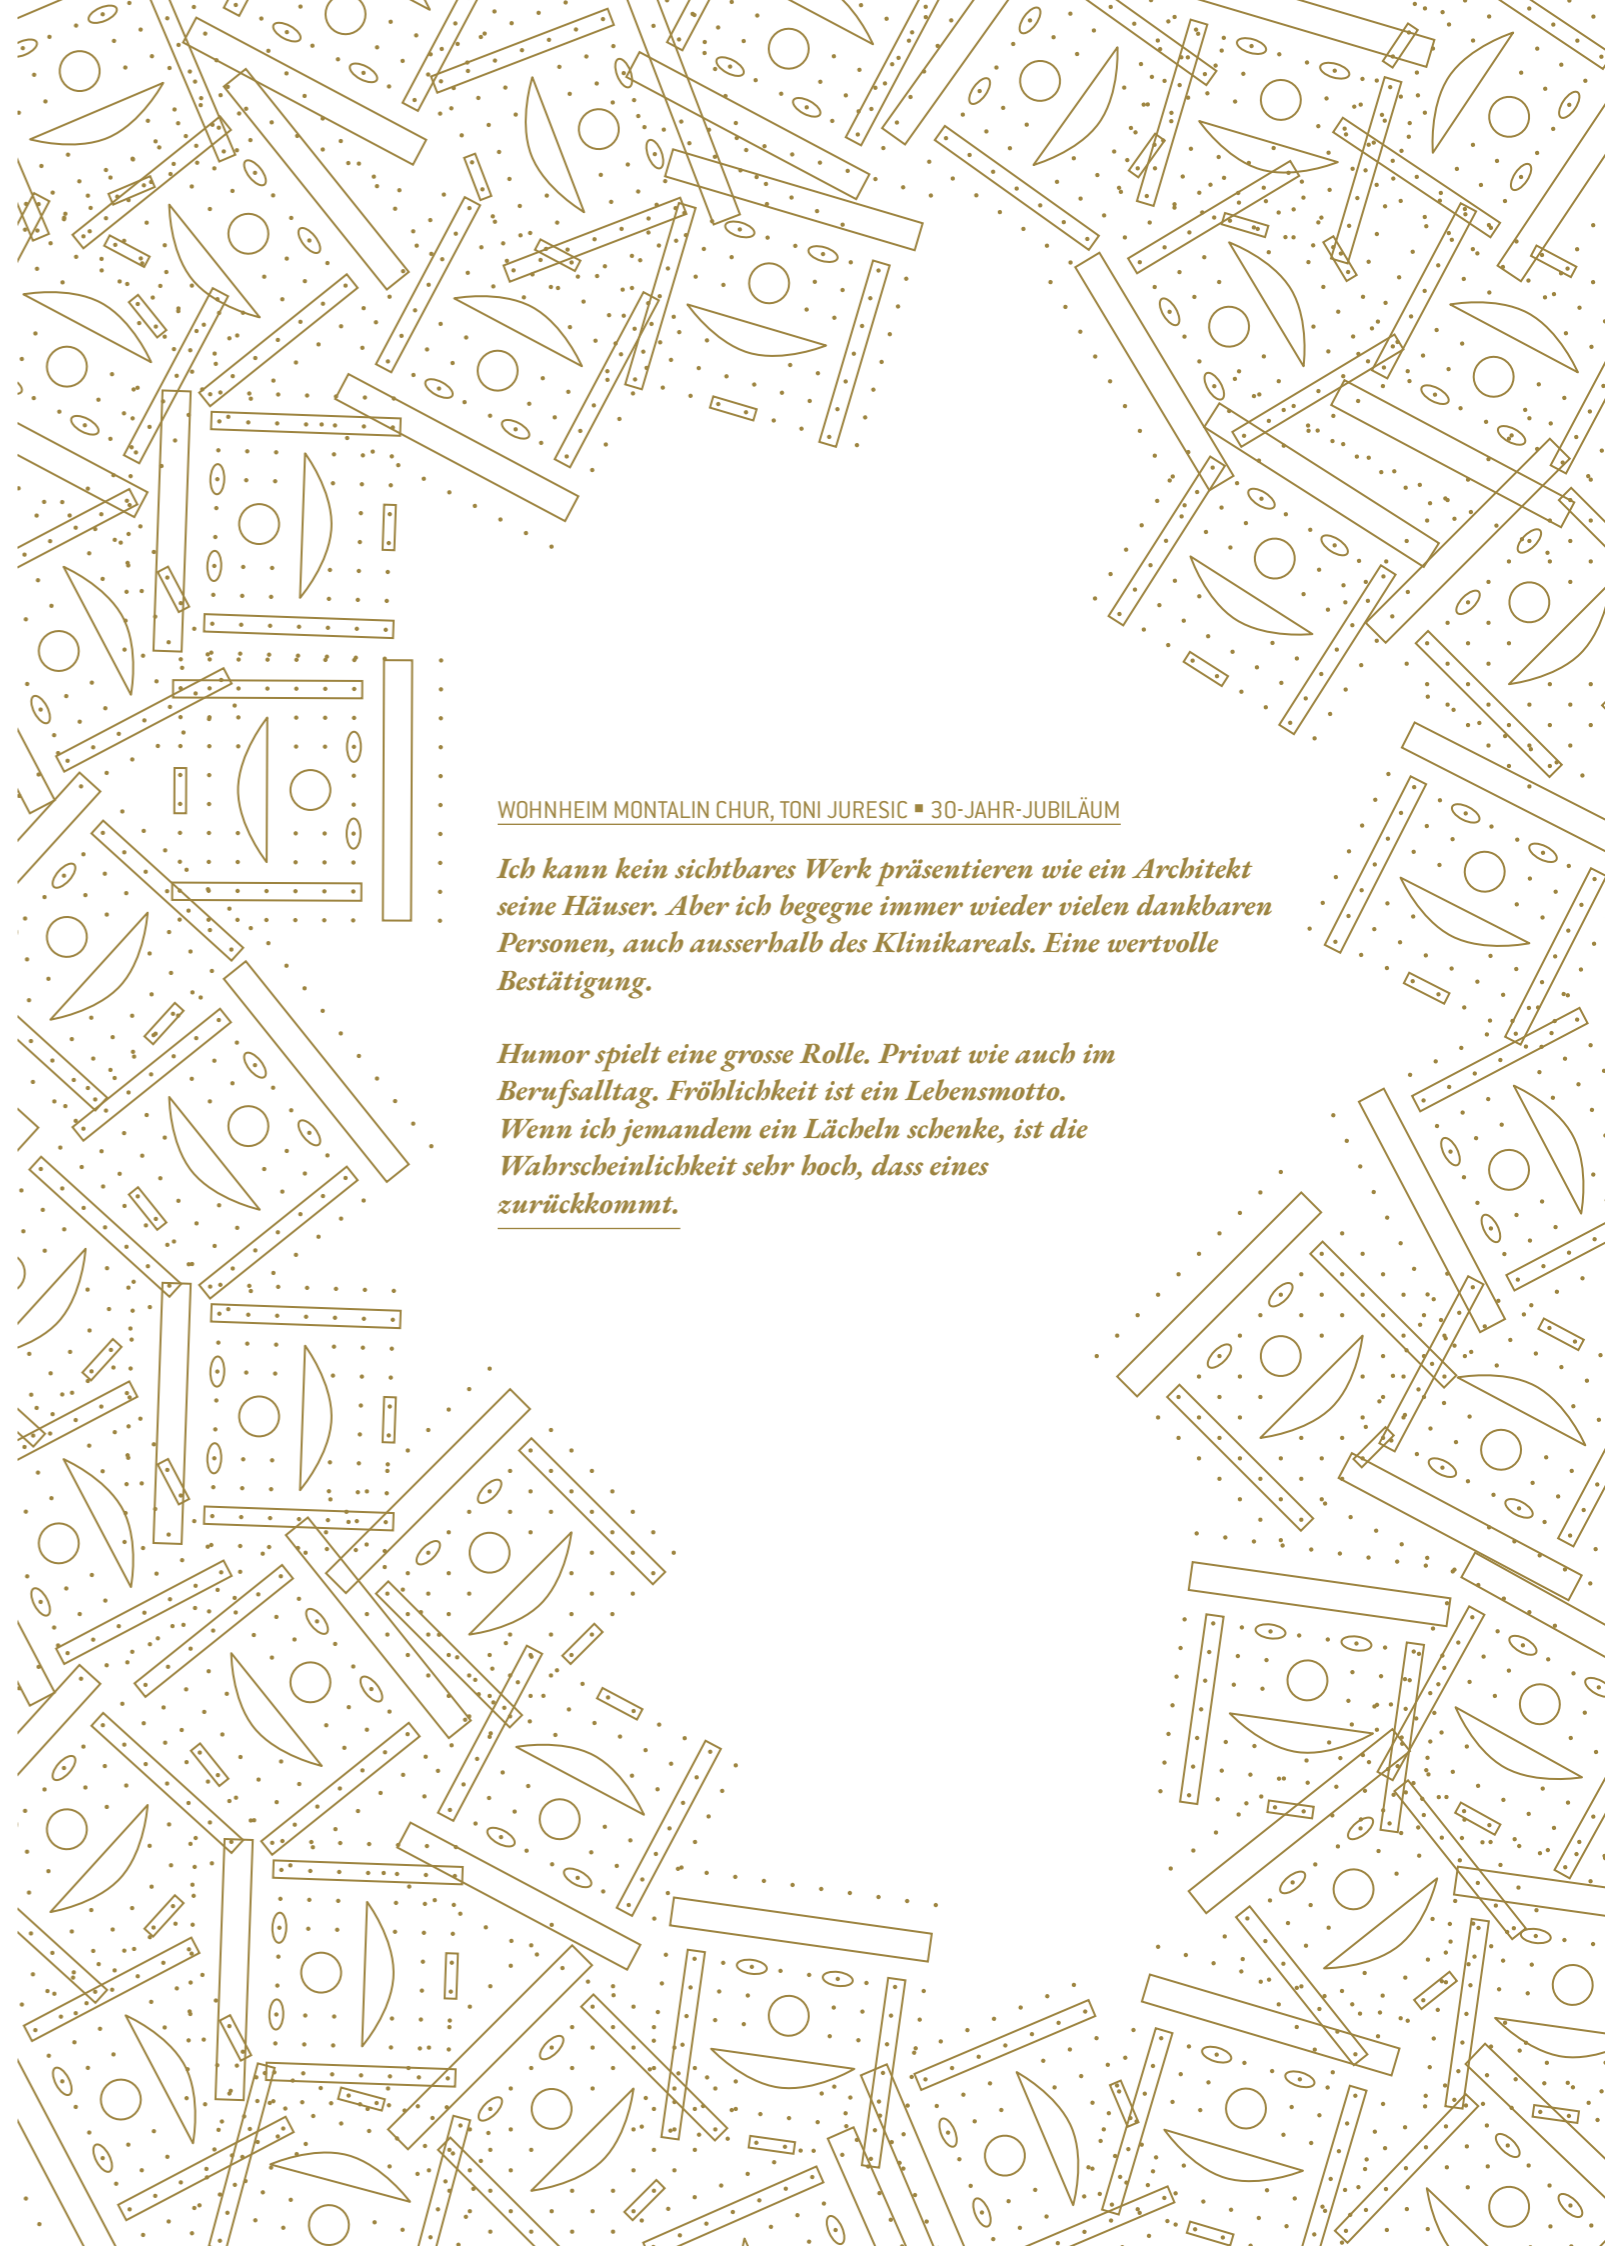 WOHNHEIM MONTALIN CHUR, TONI JURESIC ■ 30-JAHR-JUBILÄUM
Ich kann kein sichtbares Werk präsentieren wie ein Architekt
seine Häuser. Aber ich begegne immer wieder vielen dankbaren
Personen, auch ausserhalb des Klinikareals. Eine wertvolle
Bestätigung.
Humor spielt eine grosse Rolle. Privat wie auch im
Berufsalltag. Fröhlichkeit ist ein Lebensmotto.
Wenn ich jemandem ein Lächeln schenke, ist die
Wahrscheinlichkeit sehr hoch, dass eines
zurückkommt.